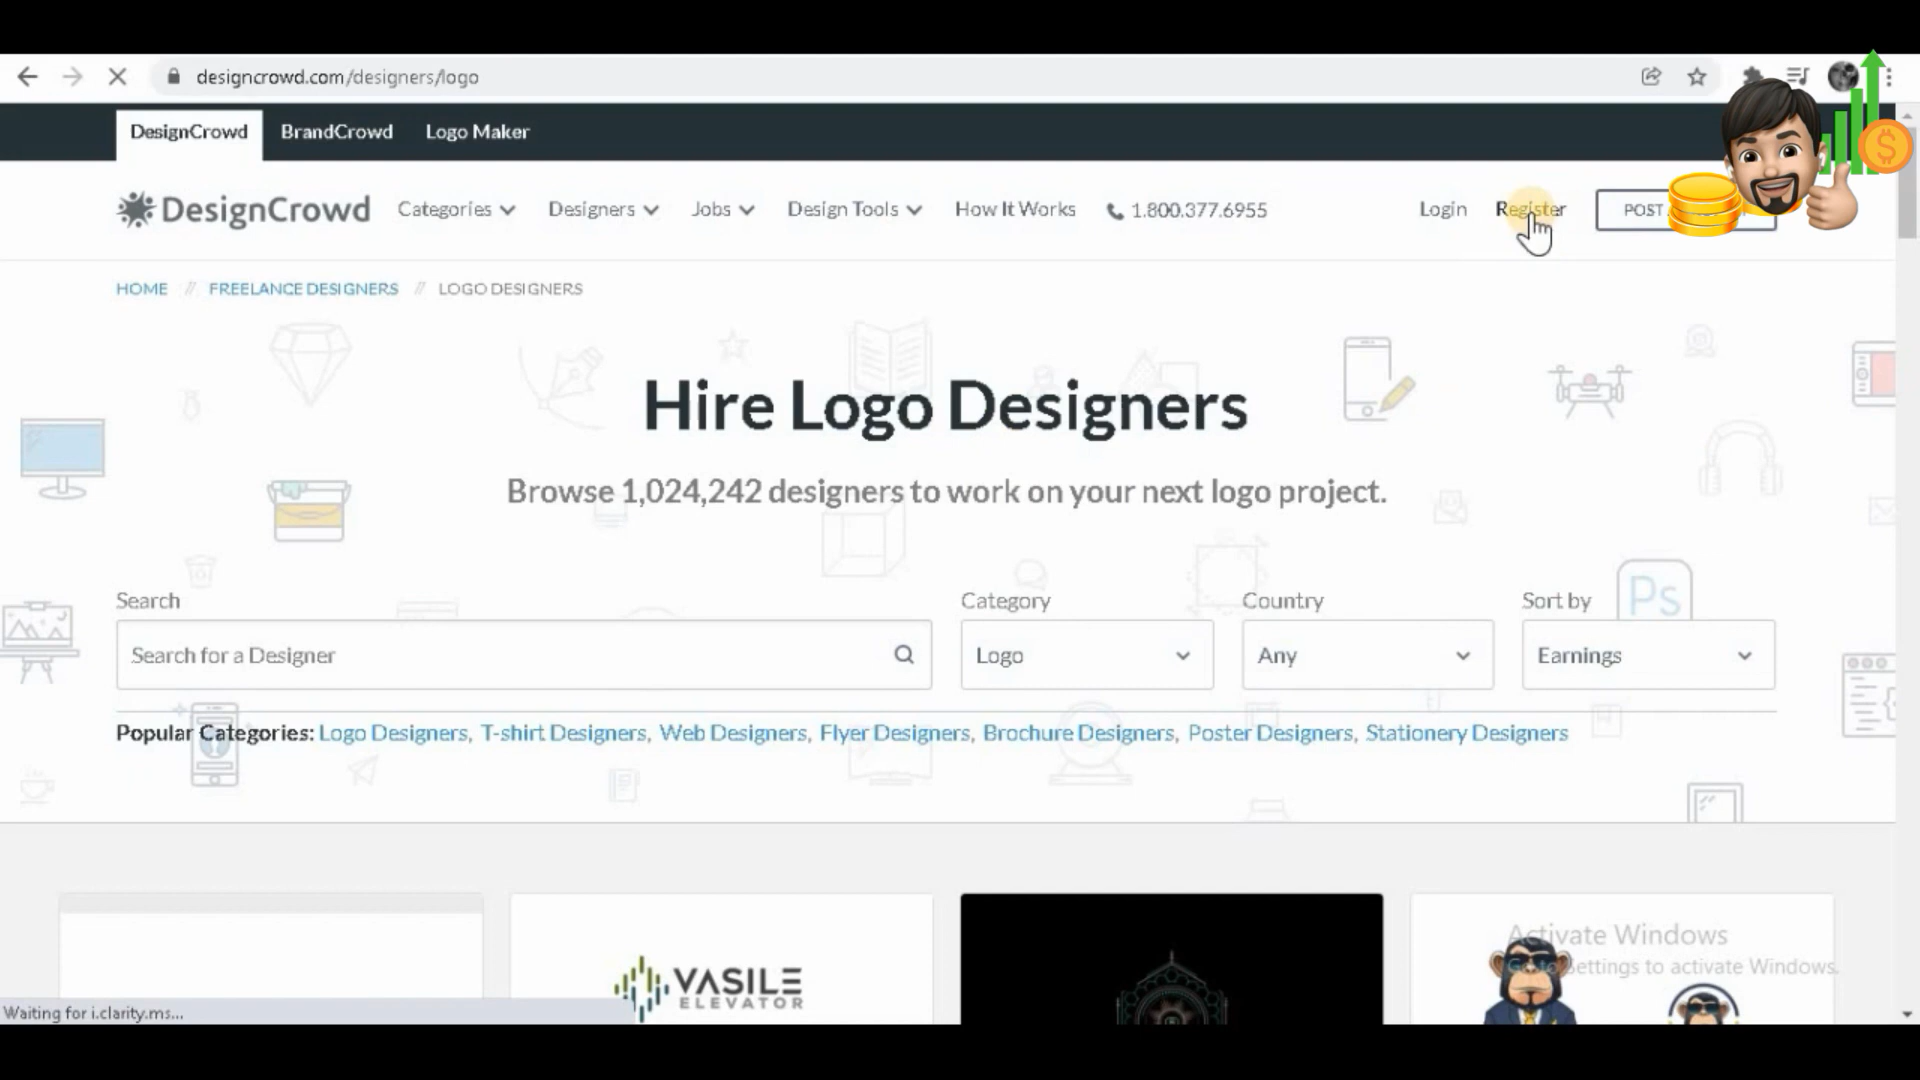 designcrowd.com/designers/logo
DesignCrowd BrandCrowd Logo Maker
DesignCrowd Categories Designers Jobs Design Tools How It Works 1.800.377.6955 Login Register POST
HOME // FREELANCE DESIGNERS // LOGO DESIGNERS
Hire Logo Designers
Browse 1,024,242 designers to work on your next logo project.
Search Category Country Sort by
Ps
Search for a Designer Logo Any Earnings
Popular Categories: Logo Designers, T-shirt Designers, Web Designers, Flyer Designers, Brochure Designers, Poster Designers, Stationery Designers
Activate Windows
Go to Settings to activate Windows.
VASILE
ELEVATOR
Waiting for i.clarity.ms...